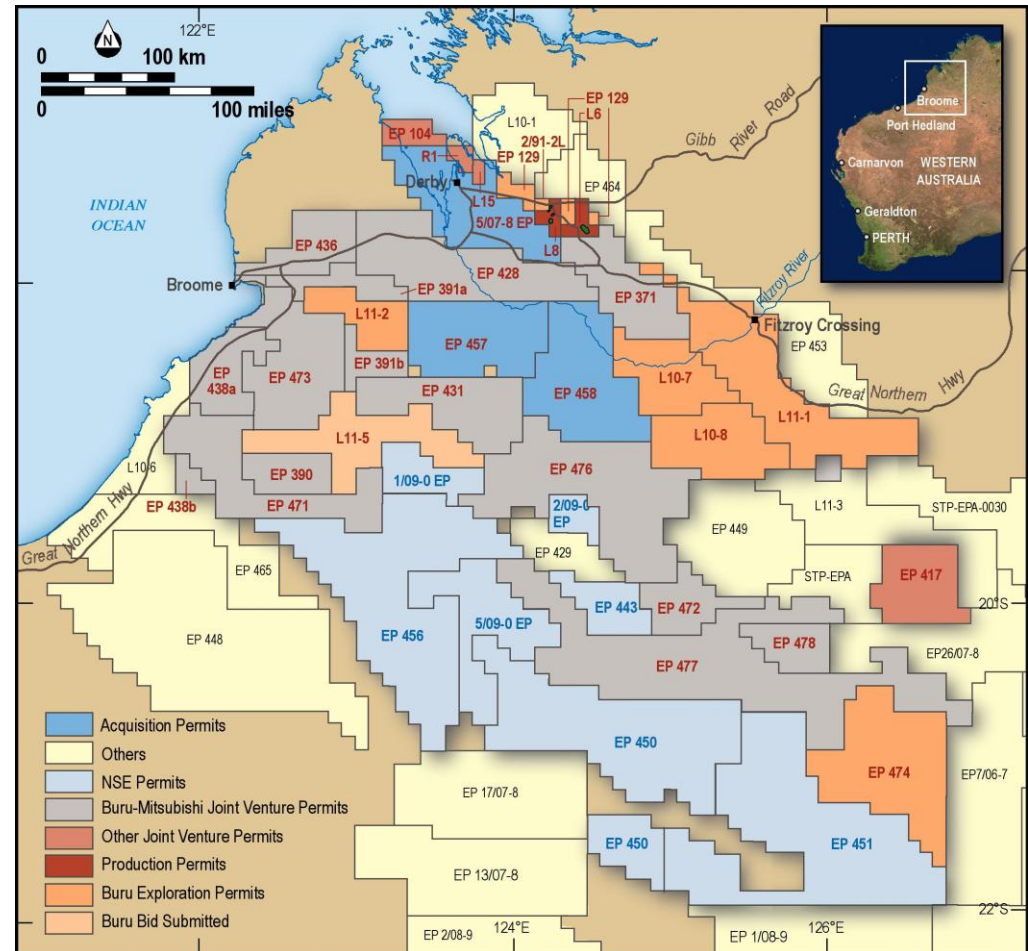 122°E
0 100 km
0 100 miles
N
INDIAN
OCEAN
EP 104
R1
Derby
L10-1
2/91-2L
EP 129
EP 129
L6
Gibb River Road
EP 464
L15
5/07-8 EP
L8
EP 436
EP 428
EP 371
Broome
EP 391a
L11-2
EP 391b
EP 457
EP 458
Fitzroy River
Fitzroy Crossing
EP 453
Great Northern Hwy
EP
438a
EP 473
EP 431
L10-7
L11-1
L10-8
L11-5
L10-6
EP 390
1/09-0 EP
EP 476
EP 438b
EP 471
2/09-0
EP
L11-3
STP-EPA-0030
Great Northern Hwy
EP 465
EP 429
EP 449
STP-EPA
EP 417
20°S
EP 448
EP 456
5/09-0 EP
EP 443
EP 472
EP 478
EP26/07-8
EP 477
EP 450
EP 474
EP7/06-7
EP 17/07-8
EP 450
EP 451
EP 13/07-8
22°S
124°E
126°E
EP 2/08-9
EP 1/08-9
Broome
Port Hedland
Carnarvon
WESTERN
AUSTRALIA
Geraldton
PERTH
Acquisition Permits
Others
NSE Permits
Buru-Mitsubishi Joint Venture Permits
Other Joint Venture Permits
Production Permits
Buru Exploration Permits
Buru Bid Submitted